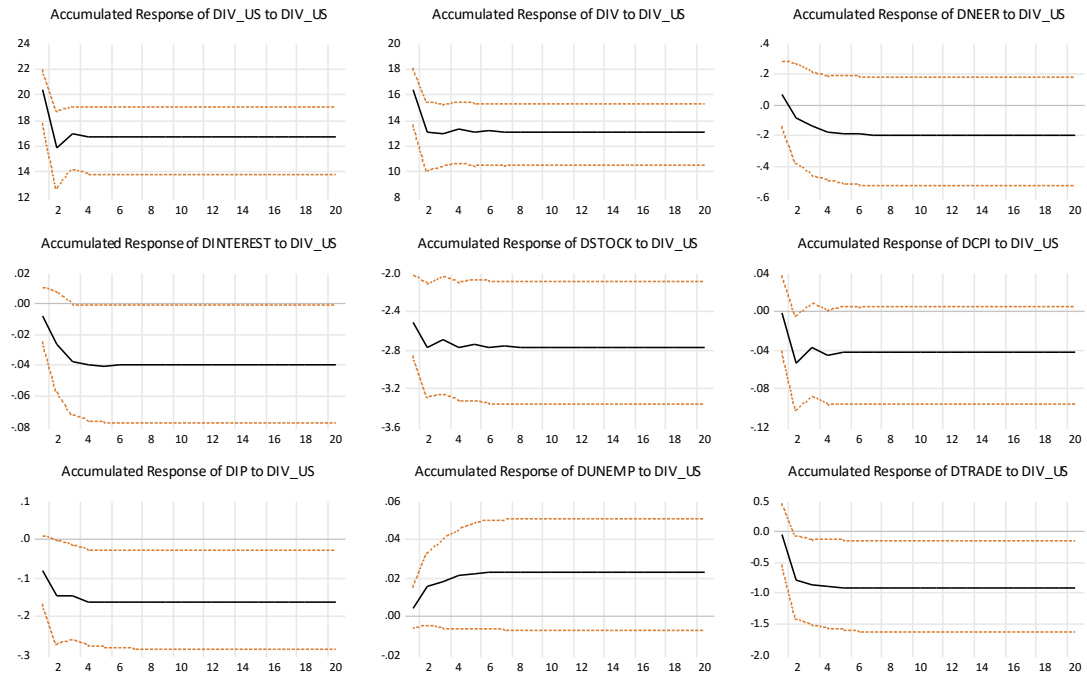 Accumulated Response of DIV_US to DIV_US
24
22
20
18
16
14
12
2 4 6 8 10 12 14 16 18 20
Accumulated Response of DIV to DIV_US
20
18
16
14
12
10
8
2 4 6 8 10 12 14 16 18 20
Accumulated Response of DNEER to DIV_US
.4
.2
.0
-.2
-.4
-.6
2 4 6 8 10 12 14 16 18 20
Accumulated Response of DINTEREST to DIV_US
.02
.00
-.02
-.04
-.06
-.08
2 4 6 8 10 12 14 16 18 20
Accumulated Response of DSTOCK to DIV_US
-2.0
-2.4
-2.8
-3.2
-3.6
2 4 6 8 10 12 14 16 18 20
Accumulated Response of DCPI to DIV_US
.04
.00
-.04
-.08
-.12
2 4 6 8 10 12 14 16 18 20
Accumulated Response of DIP to DIV_US
.1
.0
-.1
-.2
-.3
2 4 6 8 10 12 14 16 18 20
Accumulated Response of DUNEMP to DIV_US
.06
.04
.02
.00
-.02
2 4 6 8 10 12 14 16 18 20
Accumulated Response of DTRADE to DIV_US
0.5
0.0
-0.5
-1.0
-1.5
-2.0
2 4 6 8 10 12 14 16 18 20